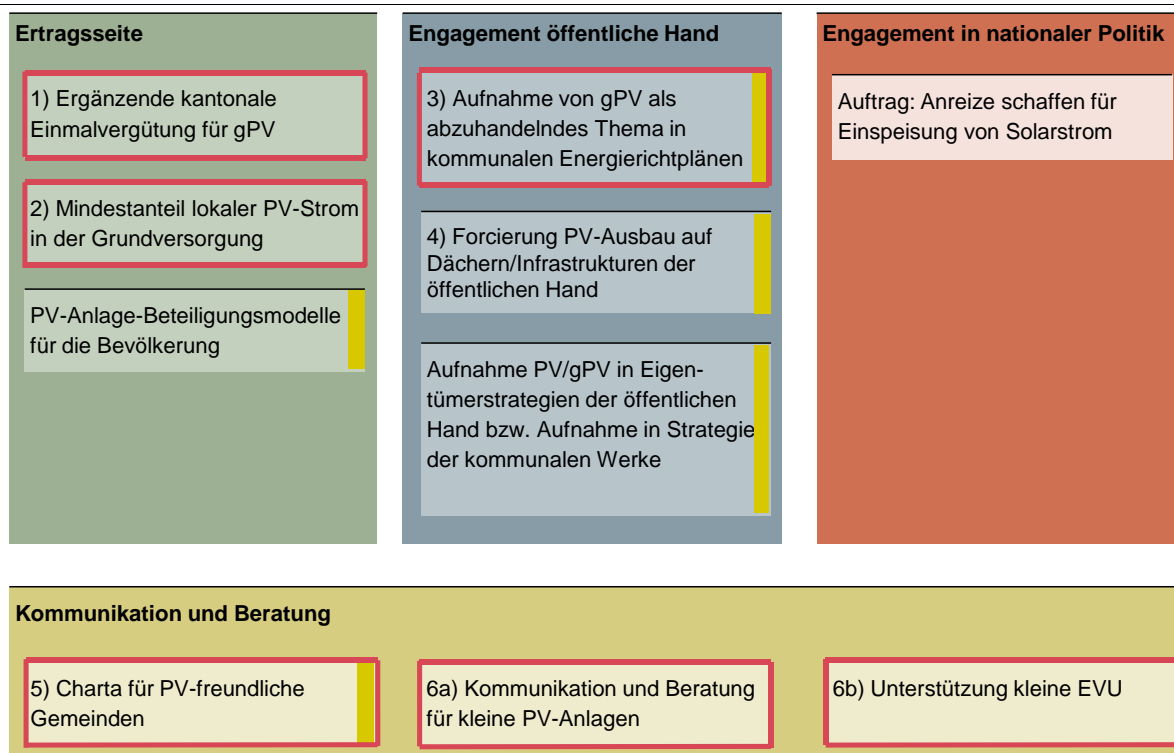 Ertragsseite
1) Ergänzende kantonale
Einmalvergütung für gPV
2) Mindestanteil lokaler PV-Strom
in der Grundversorgung
PV-Anlage-Beteiligungsmodelle
für die Bevölkerung
Engagement öffentliche Hand
3) Aufnahme von gPV als
abzuhandelndes Thema in
kommunalen Energierichtplänen
4) Forcierung PV-Ausbau auf
Dächern/Infrastrukturen der
öffentlichen Hand
Aufnahme PV/gPV in Eigen-
tümerstrategien der öffentlichen
Hand bzw. Aufnahme in Strategie
der kommunalen Werke
Engagement in nationaler Politik
Auftrag: Anreize schaffen für
Einspeisung von Solarstrom
Kommunikation und Beratung
5) Charta für PV-freundliche
Gemeinden
6a) Kommunikation und Beratung
für kleine PV-Anlagen
6b) Unterstützung kleine EVU